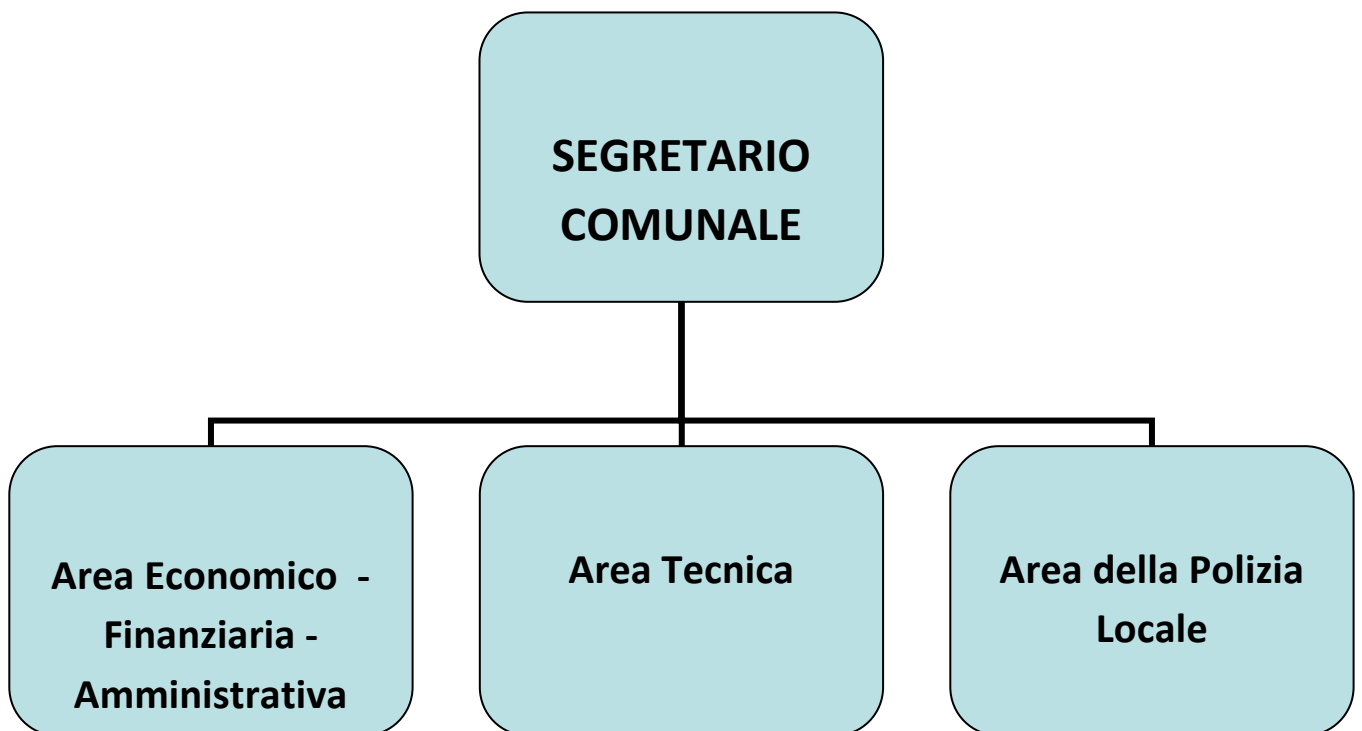 SEGRETARIO
COMUNALE
Area Economico -
Finanziaria -
Amministrativa
Area Tecnica
Area della Polizia
Locale